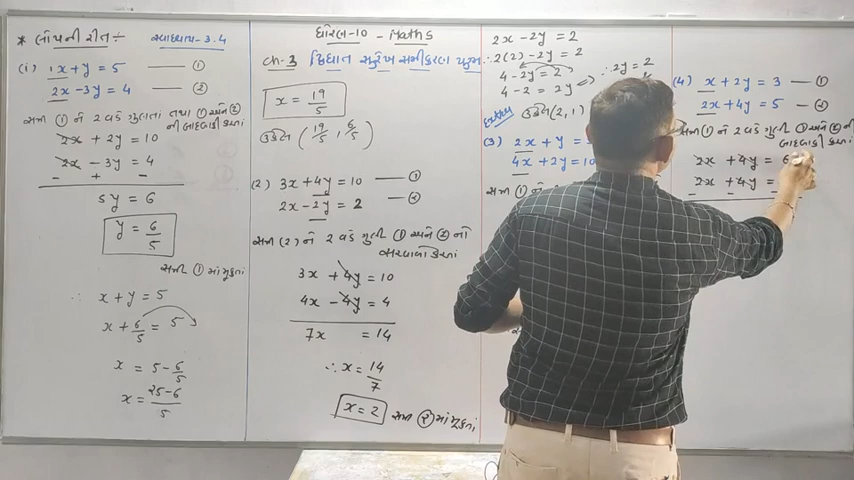 * લોપની રીત :- સ્વાધ્યાય - 3.4
(i) 1x + y = 5 — ①
2x - 3y = 4 — ②
2x + 2y = 10
2x - 3y = 4
- + -
5y = 6
y = 6/5
સમી ① માં મૂકતાં
∴ x + y = 5
x + 6/5 = 5
x = 5 - 6/5
x = 25-6/5
ધોરણ-10 - Maths
Ch-3 દ્વિચલ સુરેખ સમીકરણ યુગ્મ
x = 19/5
ઉકેલ (19/5, 6/5)
(2) 3x + 4y = 10 — ①
2x - 2y = 2 — ②
સમી (2) ને 2 વડે ગુણી ① અને ② નો
સરવાળો કરતાં
3x + 4y = 10
4x - 4y = 4
7x = 14
∴ x = 14/7
x = 2 સમી ② માં મૂકતાં
2x - 2y = 2
∴ 2(2) - 2y = 2
4 - 2y = 2
4 - 2 = 2y ⇒ ∴ 2y = 2
ઉકેલ (2, 1)
(3) 2x + y =
4x + 2y = 10
સમી ① ને
(4) x + 2y = 3 — ①
2x + 4y = 5 — ②
સમી ① ને 2 વડે ગુણી ① અને ② ની
બાદબાકી કરતાં
2x + 4y = 6
2x + 4y =
- - -